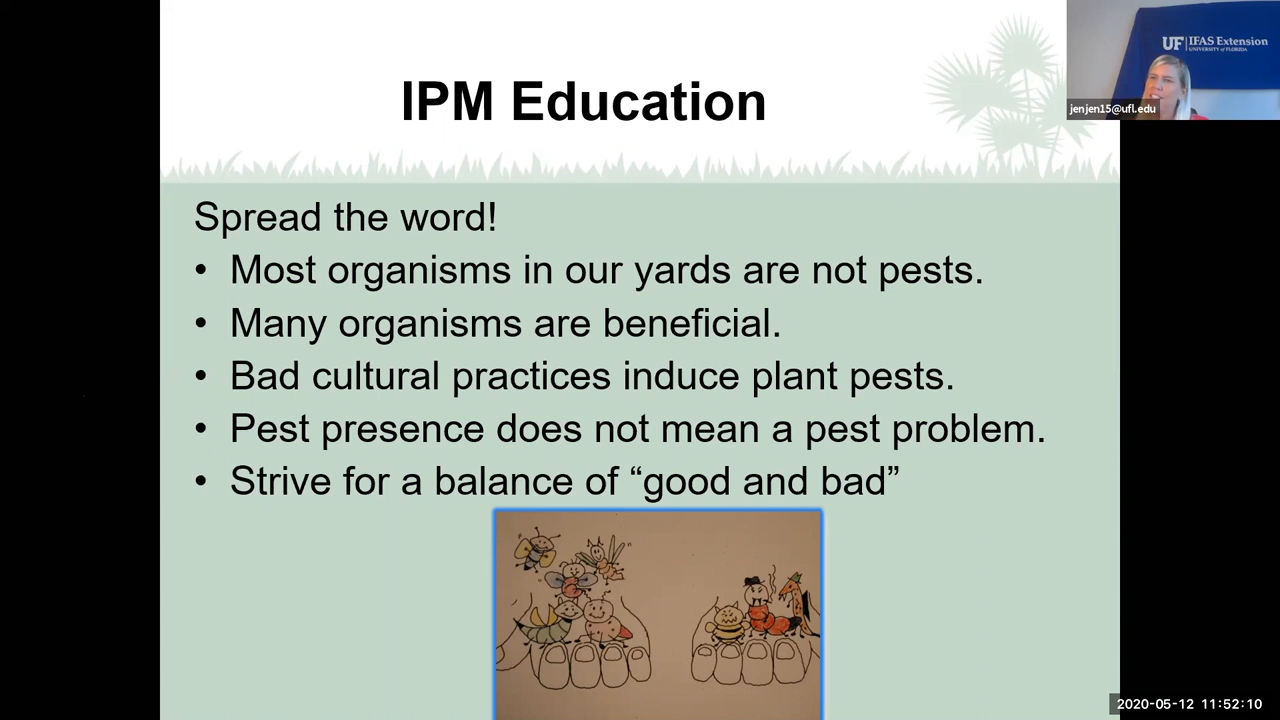 IPM Education
UF IFAS Extension
UNIVERSITY of FLORIDA
jenjen15@ufl.edu
Spread the word!
• Most organisms in our yards are not pests.
• Many organisms are beneficial.
• Bad cultural practices induce plant pests.
• Pest presence does not mean a pest problem.
• Strive for a balance of “good and bad”
2020-05-12 11:52:10